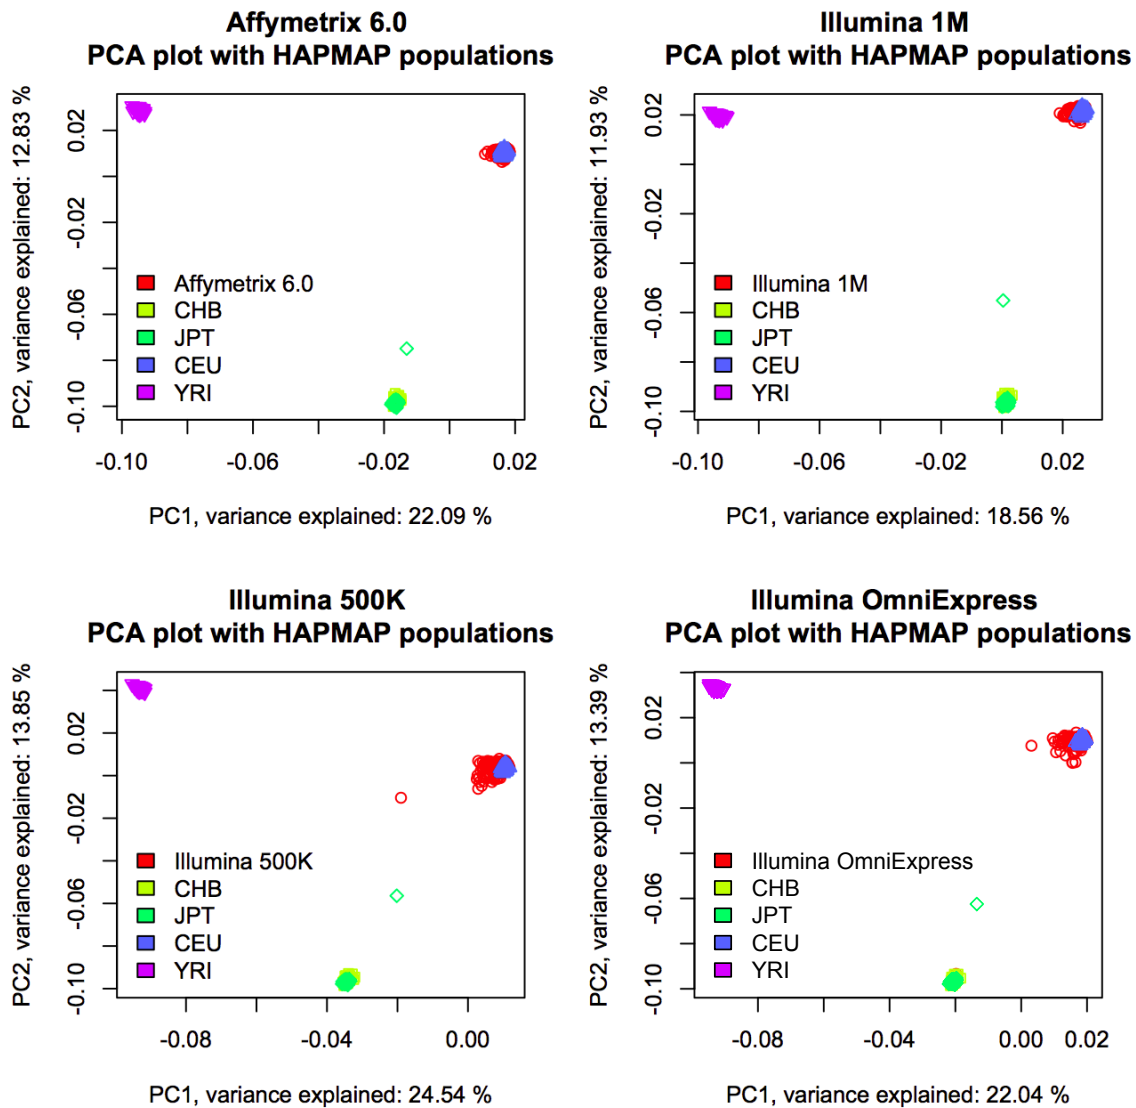 Affymetrix 6.0
PCA plot with HAPMAP populations
PC2, variance explained: 12.83 %
0.02
-0.02
-0.06
-0.10
Affymetrix 6.0
CHB
JPT
CEU
YRI
-0.10 -0.06 -0.02 0.02
PC1, variance explained: 22.09 %
Illumina 1M
PCA plot with HAPMAP populations
PC2, variance explained: 11.93 %
0.02
-0.02
-0.06
-0.10
Illumina 1M
CHB
JPT
CEU
YRI
-0.10 -0.06 -0.02 0.02
PC1, variance explained: 18.56 %
Illumina 500K
PCA plot with HAPMAP populations
PC2, variance explained: 13.85 %
0.02
-0.02
-0.06
-0.10
Illumina 500K
CHB
JPT
CEU
YRI
-0.08 -0.04 0.00
PC1, variance explained: 24.54 %
Illumina OmniExpress
PCA plot with HAPMAP populations
PC2, variance explained: 13.39 %
0.02
-0.02
-0.06
-0.10
Illumina OmniExpress
CHB
JPT
CEU
YRI
-0.08 -0.04 0.00 0.02
PC1, variance explained: 22.04 %